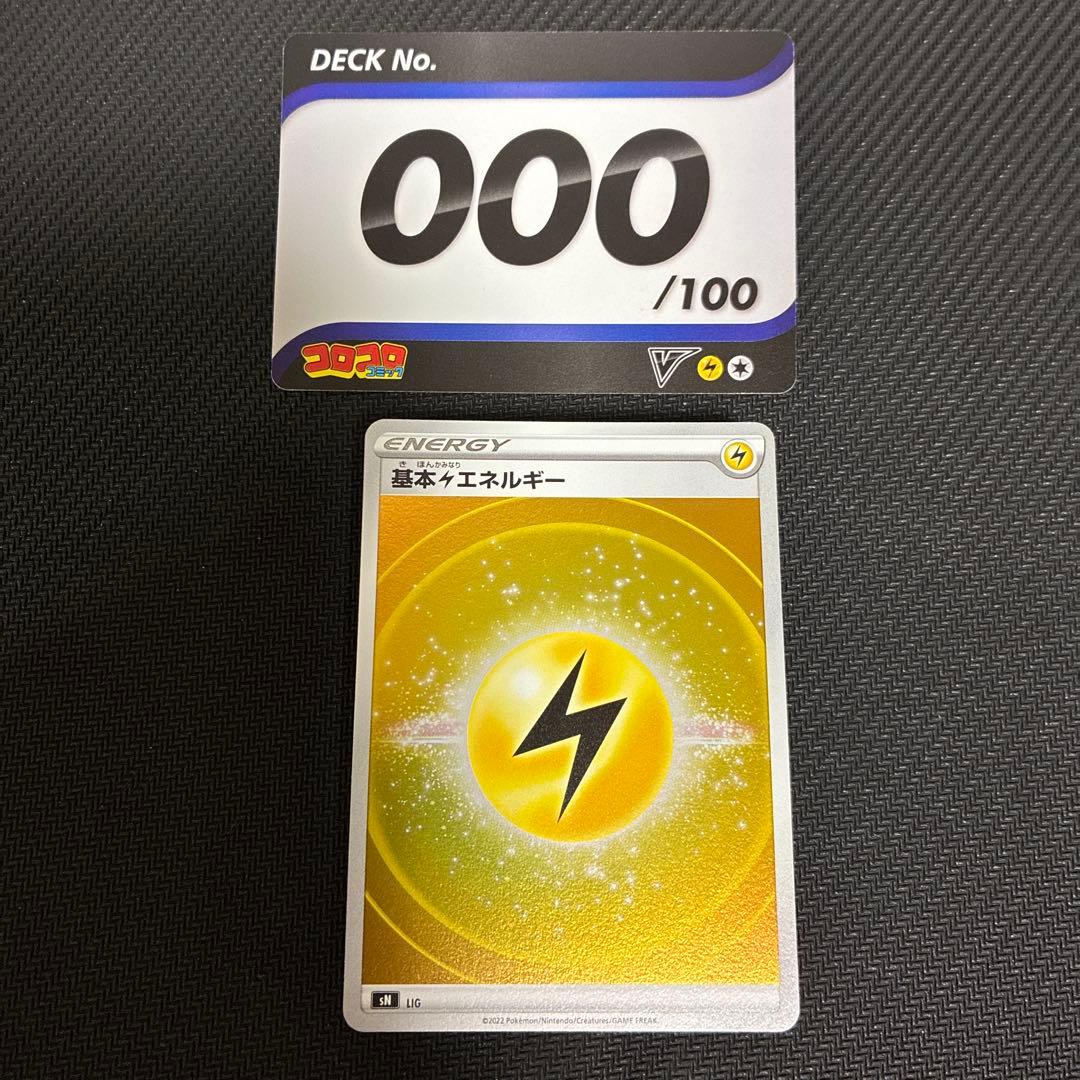 DECK No.
000
/100
コロコロ
コミック
V
ENERGY
き ほんかみなり
基本エネルギー
sN LIG
©2022 Pokémon/Nintendo/Creatures/GAME FREAK.